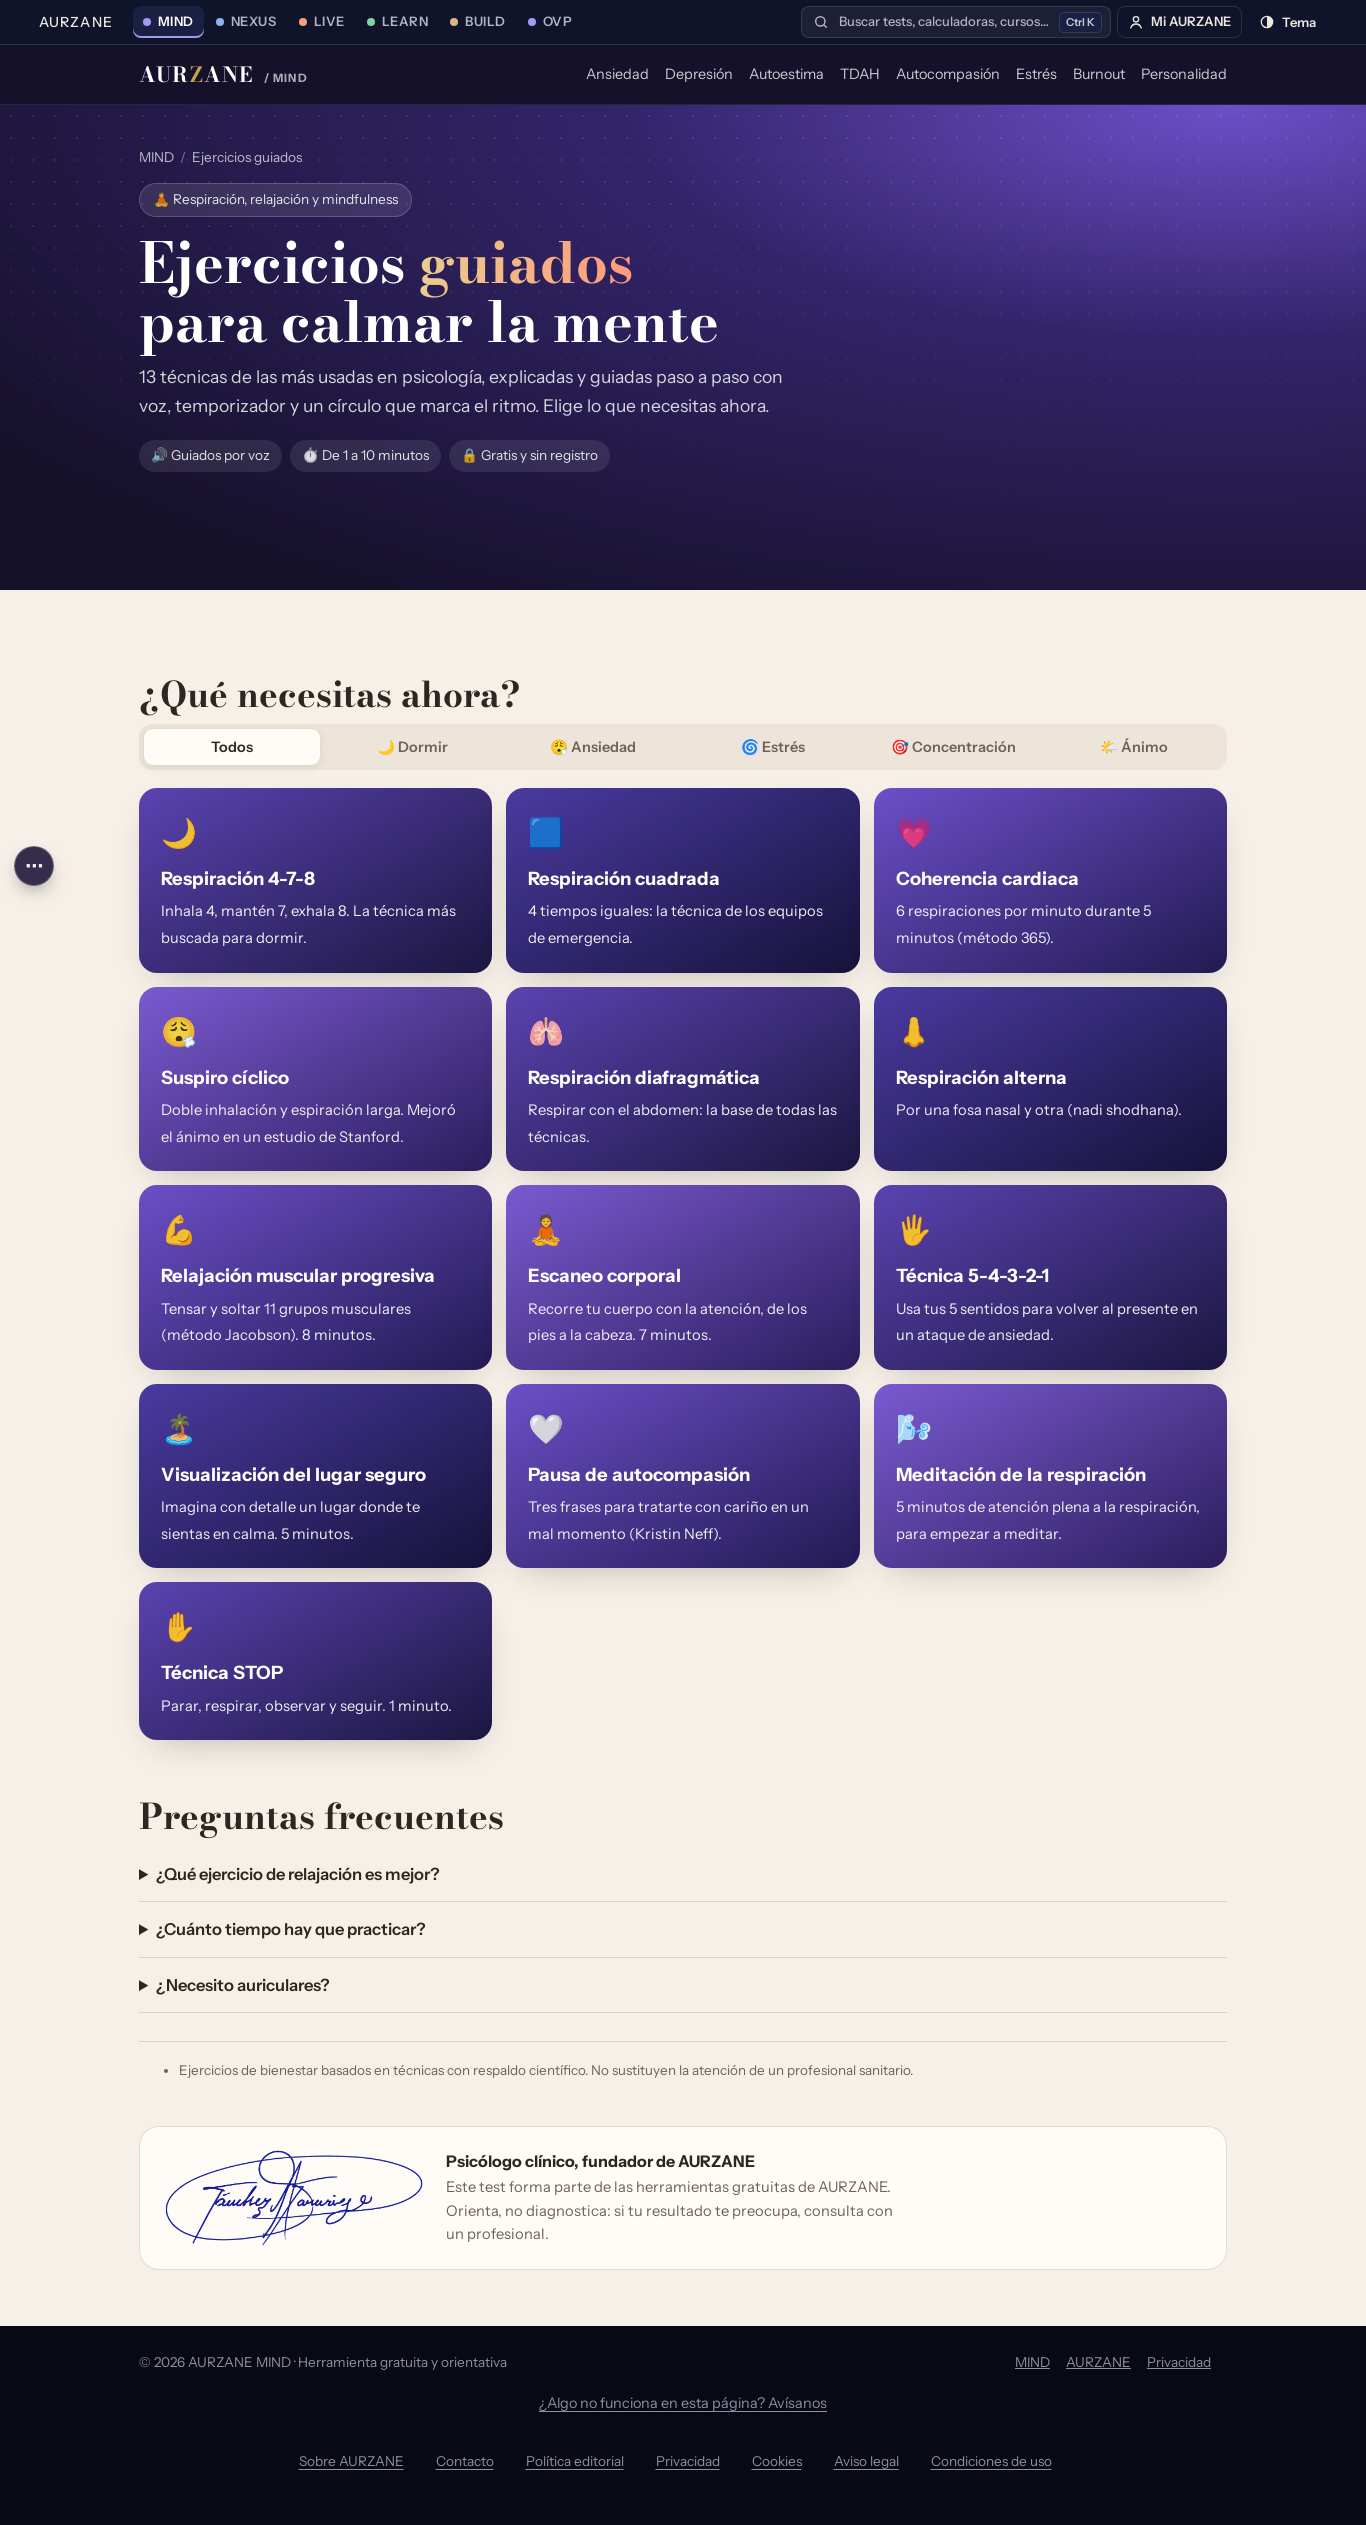 AURZANE MIND NEXUS LIVE LEARN BUILD OVP Buscar tests, calculadoras, cursos... Ctrl K Mi AURZANE Tema
AURZANE / MIND Ansiedad Depresión Autoestima TDAH Autocompasión Estrés Burnout Personalidad
MIND / Ejercicios guiados
Respiración, relajación y mindfulness
Ejercicios guiados
para calmar la mente
13 técnicas de las más usadas en psicología, explicadas y guiadas paso a paso con
voz, temporizador y un círculo que marca el ritmo. Elige lo que necesitas ahora.
Guiados por voz De 1 a 10 minutos Gratis y sin registro
¿Qué necesitas ahora?
Todos Dormir Ansiedad Estrés Concentración Ánimo
Respiración 4-7-8
Inhala 4, mantén 7, exhala 8. La técnica más
buscada para dormir.
Respiración cuadrada
4 tiempos iguales: la técnica de los equipos
de emergencia.
Coherencia cardiaca
6 respiraciones por minuto durante 5
minutos (método 365).
Suspiro cíclico
Doble inhalación y espiración larga. Mejoró
el ánimo en un estudio de Stanford.
Respiración diafragmática
Respirar con el abdomen: la base de todas las
técnicas.
Respiración alterna
Por una fosa nasal y otra (nadi shodhana).
Relajación muscular progresiva
Tensar y soltar 11 grupos musculares
(método Jacobson). 8 minutos.
Escaneo corporal
Recorre tu cuerpo con la atención, de los
pies a la cabeza. 7 minutos.
Técnica 5-4-3-2-1
Usa tus 5 sentidos para volver al presente en
un ataque de ansiedad.
Visualización del lugar seguro
Imagina con detalle un lugar donde te
sientas en calma. 5 minutos.
Pausa de autocompasión
Tres frases para tratarte con cariño en un
mal momento (Kristin Neff).
Meditación de la respiración
5 minutos de atención plena a la respiración,
para empezar a meditar.
Técnica STOP
Parar, respirar, observar y seguir. 1 minuto.
Preguntas frecuentes
¿Qué ejercicio de relajación es mejor?
¿Cuánto tiempo hay que practicar?
¿Necesito auriculares?
• Ejercicios de bienestar basados en técnicas con respaldo científico. No sustituyen la atención de un profesional sanitario.
Sánchez
Psicólogo clínico, fundador de AURZANE
Este test forma parte de las herramientas gratuitas de AURZANE.
Orienta, no diagnostica: si tu resultado te preocupa, consulta con
un profesional.
© 2026 AURZANE MIND · Herramienta gratuita y orientativa MIND AURZANE Privacidad
¿Algo no funciona en esta página? Avísanos
Sobre AURZANE Contacto Política editorial Privacidad Cookies Aviso legal Condiciones de uso